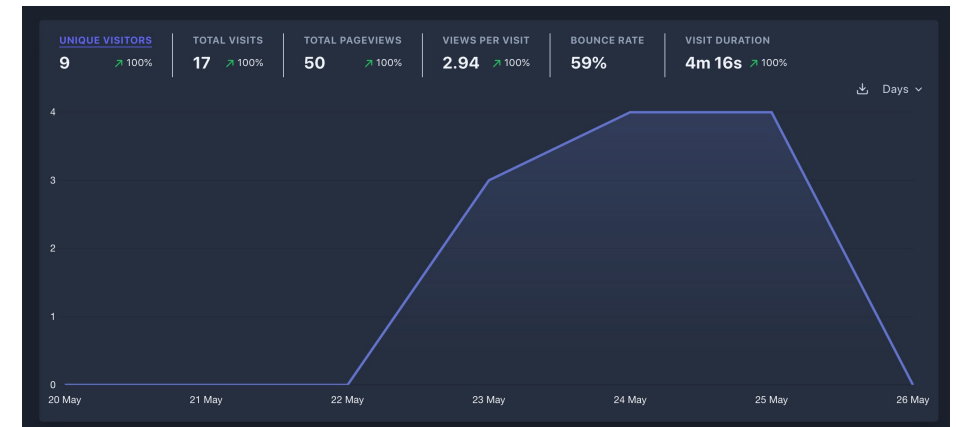 UNIQUE VISITORS TOTAL VISITS TOTAL PAGEVIEWS VIEWS PER VISIT BOUNCE RATE VISIT DURATION
9 100% 17 100% 50 100% 2.94 100% 59% 4m 16s 100%
Days
4
3
2
1
0
20 May 21 May 22 May 23 May 24 May 25 May 26 May